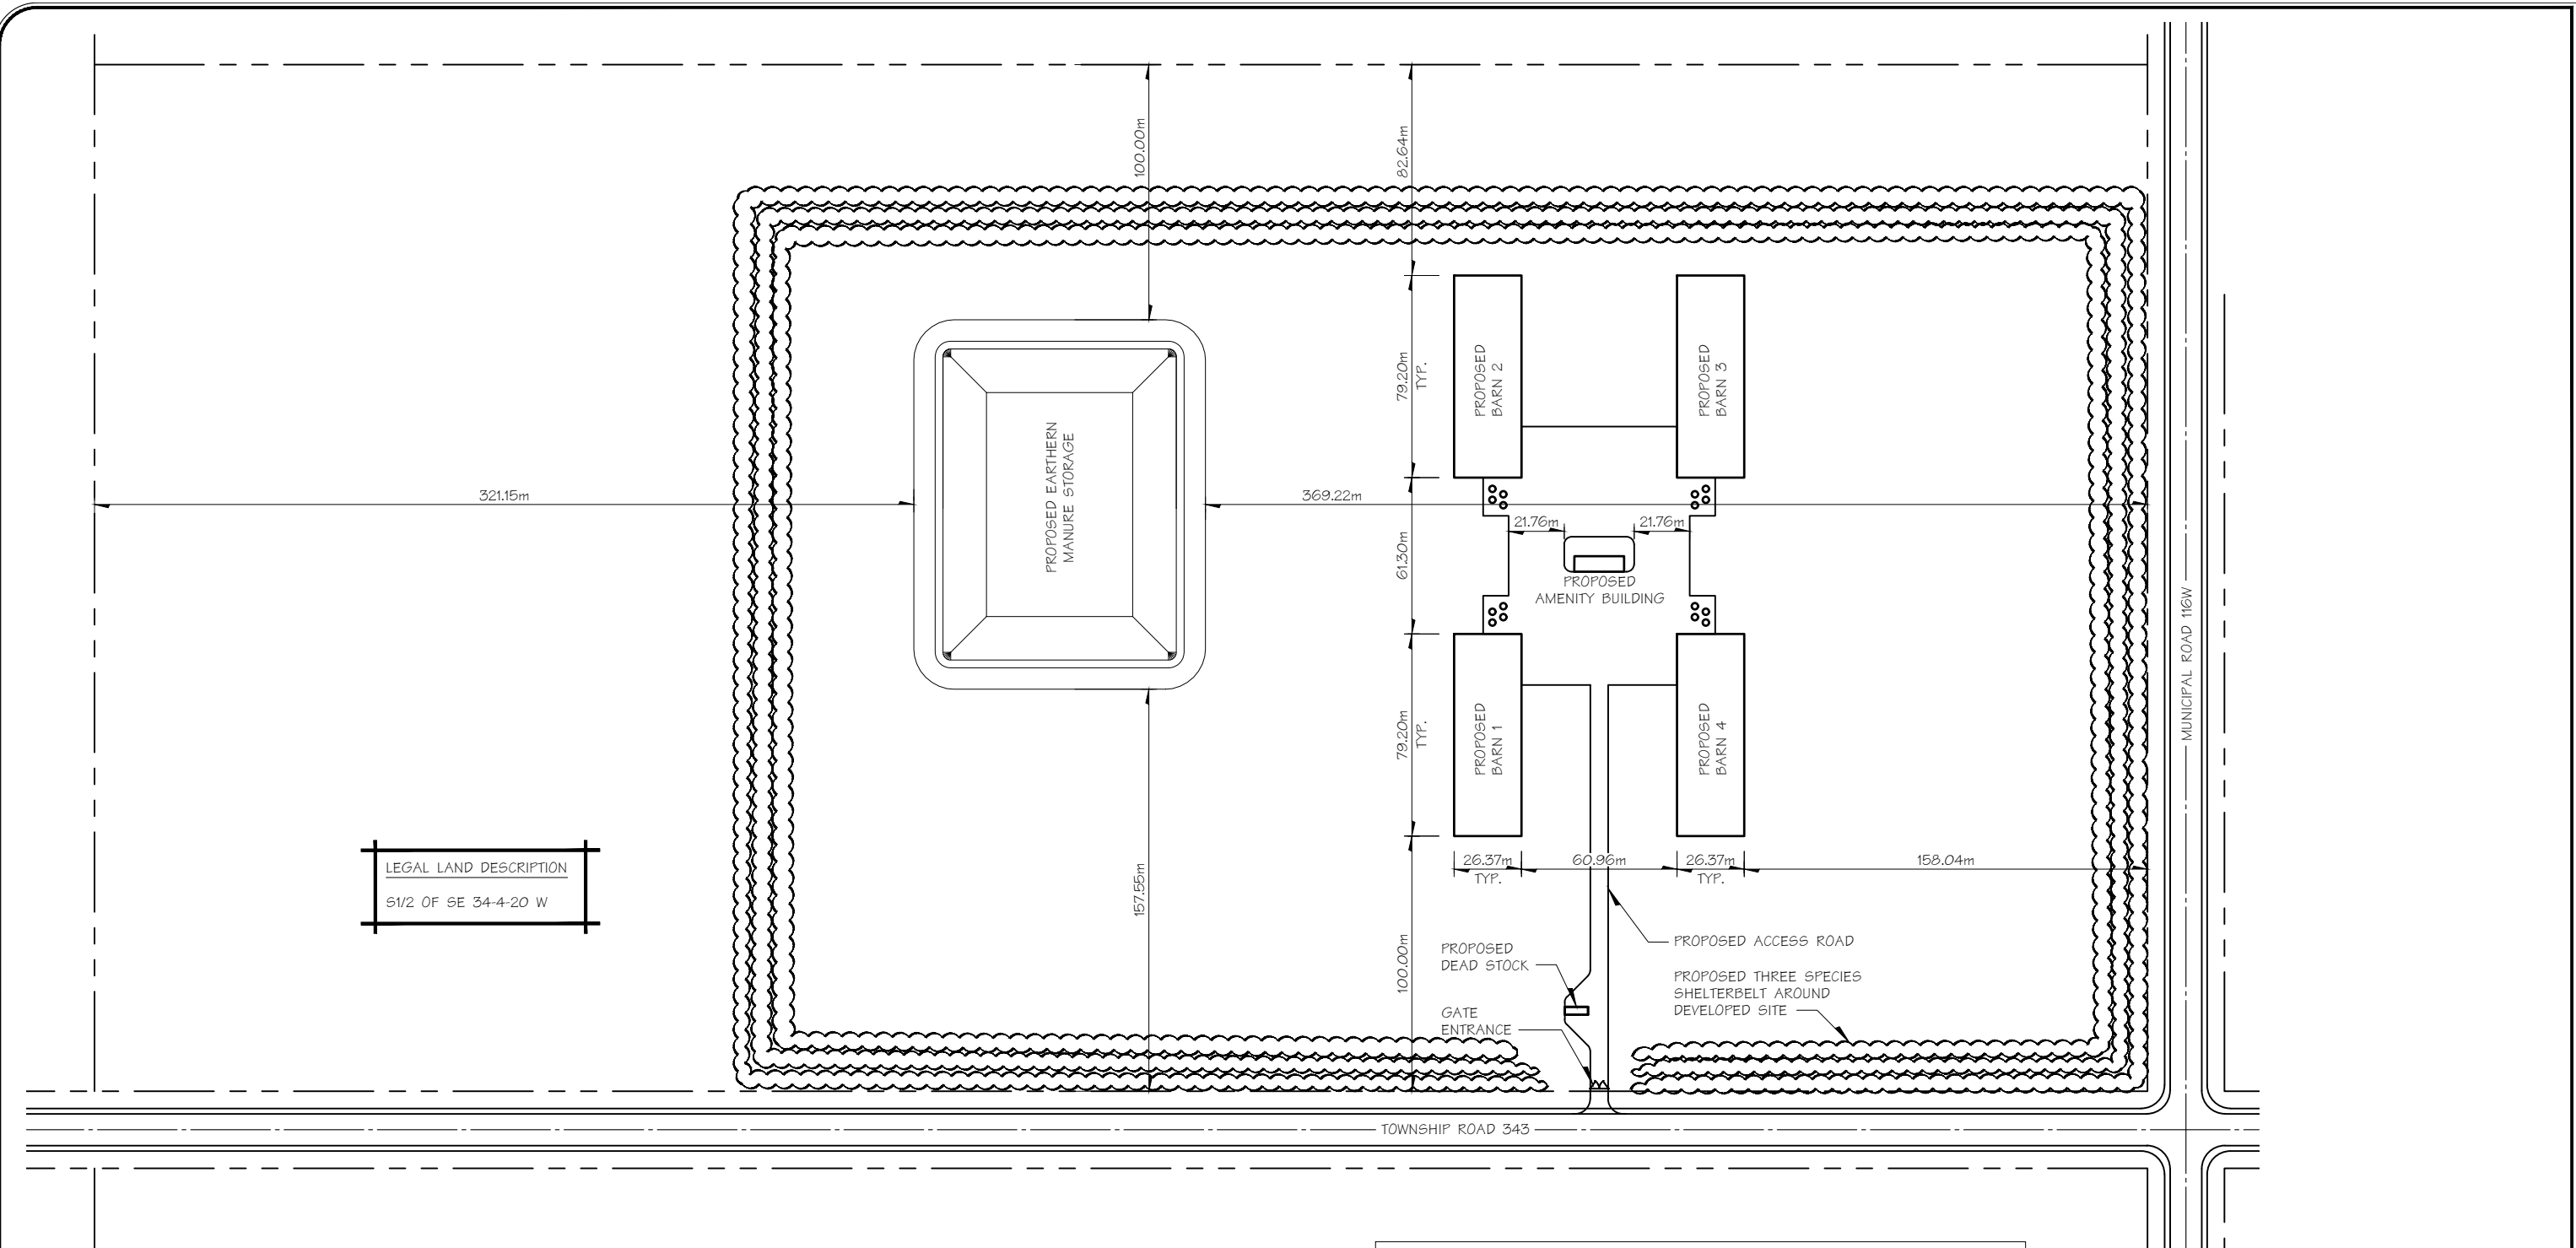 100.00m
82.64m
PROPOSED
BARN 2
PROPOSED
BARN 3
79.20m
TYP.
PROPOSED EARTHERN
MANURE STORAGE
321.15m
369.22m
21.76m
21.76m
61.30m
PROPOSED
AMENITY BUILDING
MUNICIPAL ROAD 116W
79.20m
TYP.
PROPOSED
BARN 1
PROPOSED
BARN 4
LEGAL LAND DESCRIPTION
S1/2 OF SE 34-4-20 W
157.55m
26.37m
TYP.
60.96m
26.37m
TYP.
158.04m
100.00m
PROPOSED
DEAD STOCK
PROPOSED ACCESS ROAD
PROPOSED THREE SPECIES
SHELTERBELT AROUND
DEVELOPED SITE
GATE
ENTRANCE
TOWNSHIP ROAD 343